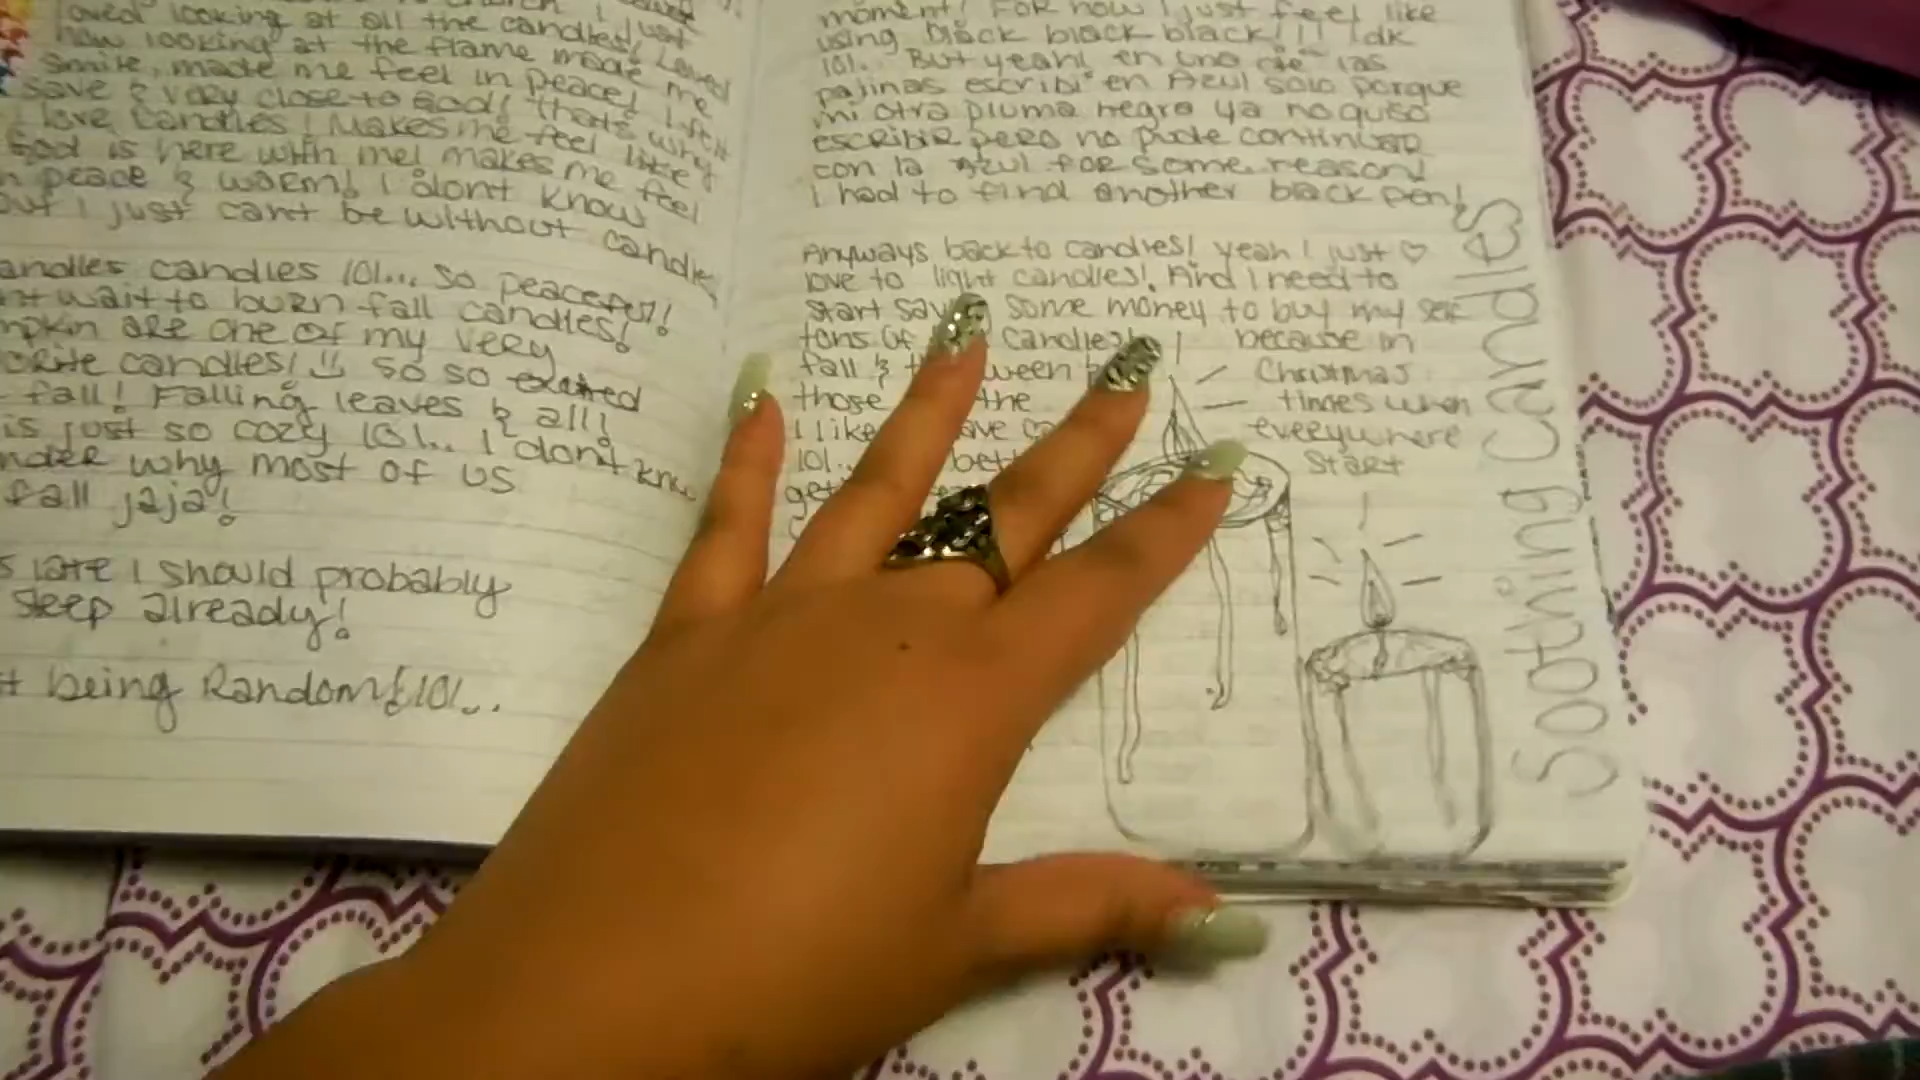 loved looking at all the candles! Just
how looking at the flame made me
smile, made me feel in peace! I felt
save & very close to God! that's why
I love candles! Makes me feel like
God is here with me! makes me feel
in peace & warm! I dont know
but I just cant be without candle
candles candles lol... so peaceful!
wait to burn fall candles!
are one of my very
candles! so so excited
fall! Falling leaves & all!
is just so cozy lol... I don't know
why most of us
fall jaja!
late I should probably
sleep already!
being Random! lol...
moment! For now I just feel like
using black black black!!! Idk
lol... But yeah! en uno de las
pajinas escribi en Azul solo porque
mi otra pluma negra ya no quiso
escribir pero no pude continuar
con la azul for some reason!
I had to find another black pen!
Anyways back to candles! yeah I just ♡
love to light candles!. And I need to
start some money to buy my
tons of candles! because in
fall & Christmas
those the times when
I like everywhere
lol... start
Soothing Candles